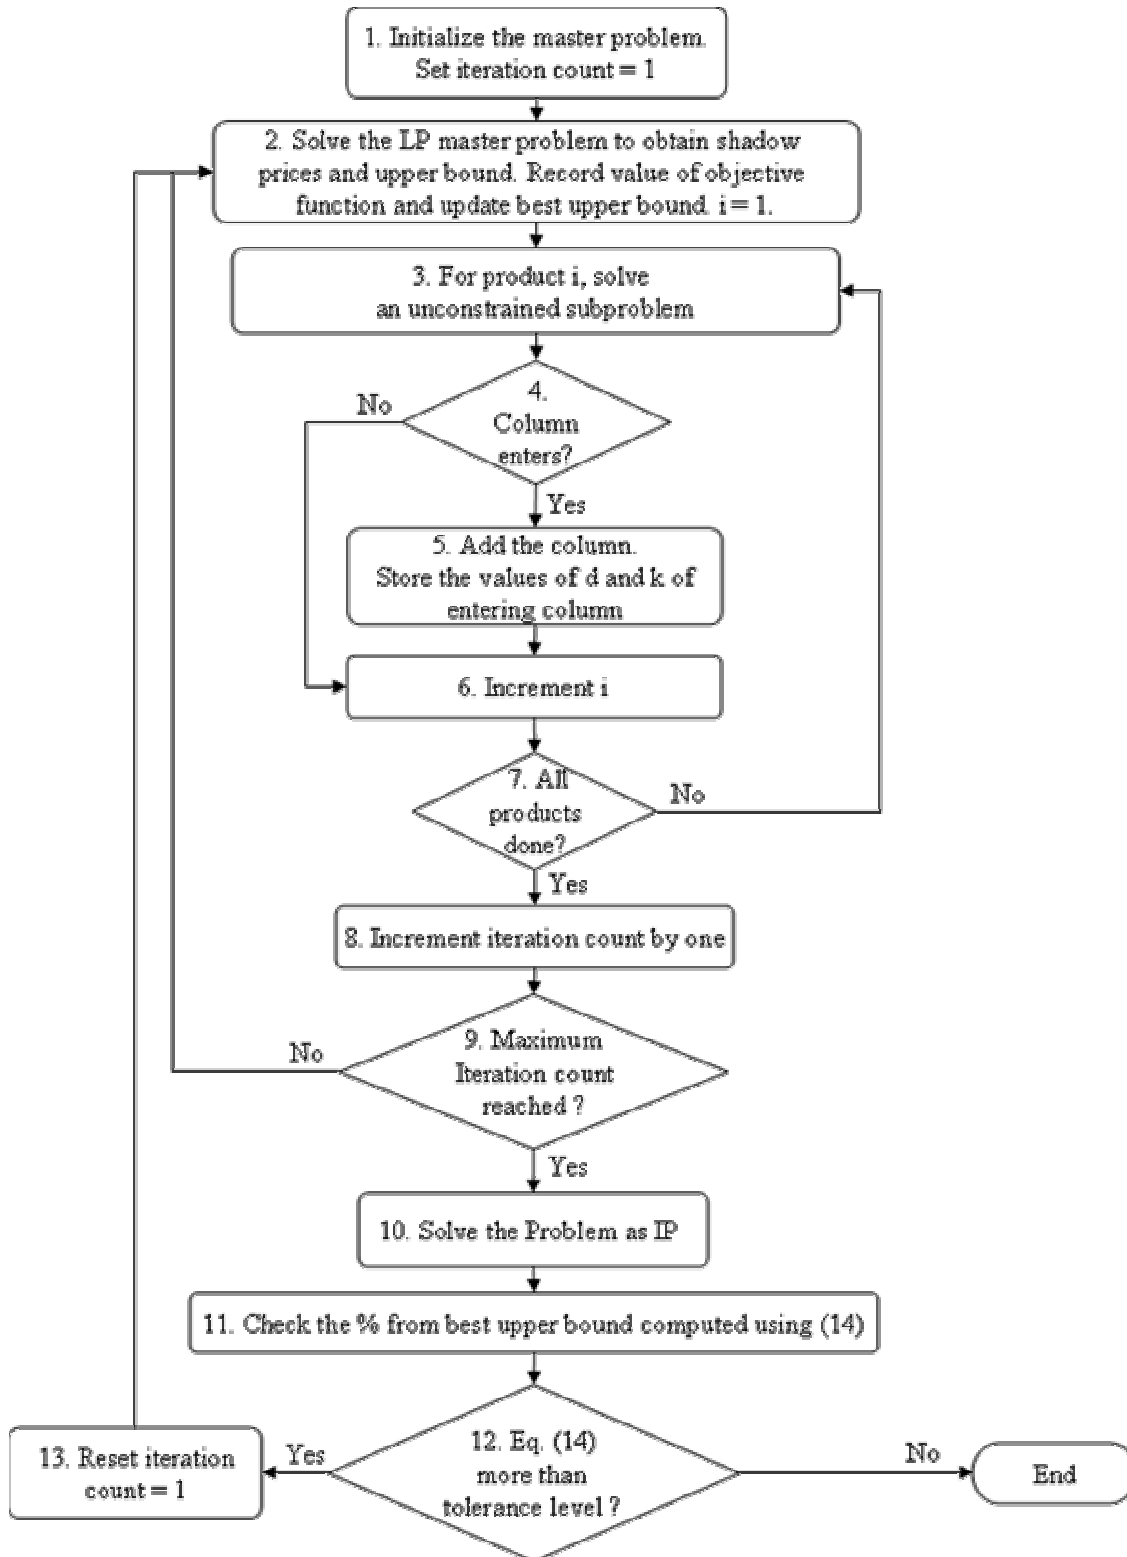 1. Initialize the master problem.
Set iteration count = 1
2. Solve the LP master problem to obtain shadow
prices and upper bound. Record value of objective
function and update best upper bound. i = 1.
3. For product i, solve
an unconstrained subproblem
4.
Column
enters?
No
Yes
5. Add the column.
Store the values of d and k of
entering column
6. Increment i
7. All
products
done?
No
Yes
8. Increment iteration count by one
9. Maximum
Iteration count
reached ?
No
Yes
10. Solve the Problem as IP
11. Check the % from best upper bound computed using (14)
12. Eq. (14)
more than
tolerance level ?
Yes
No
13. Reset iteration
count = 1
End